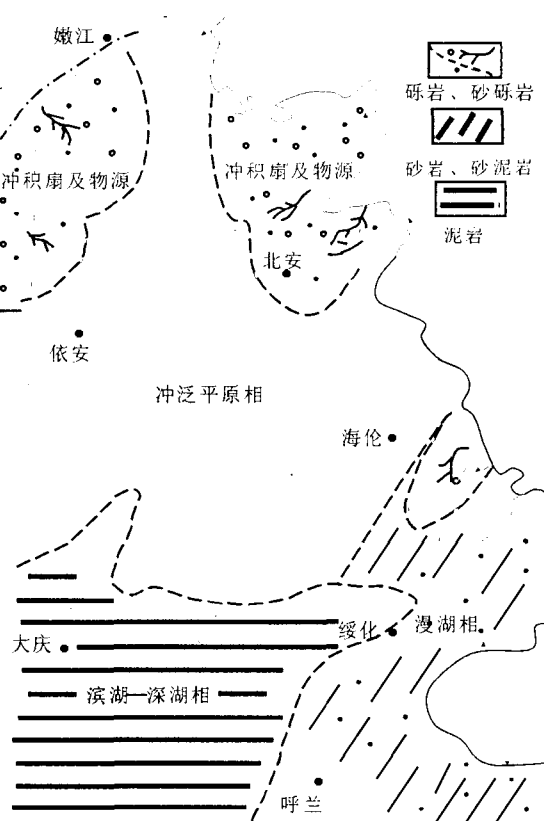 嫩江
砾岩、砂砾岩
冲积扇及物源
冲积扇及物源
砂岩、砂泥岩
泥岩
北安
依安
冲泛平原相
海伦
大庆
绥化
漫湖相
滨湖—深湖相
呼兰